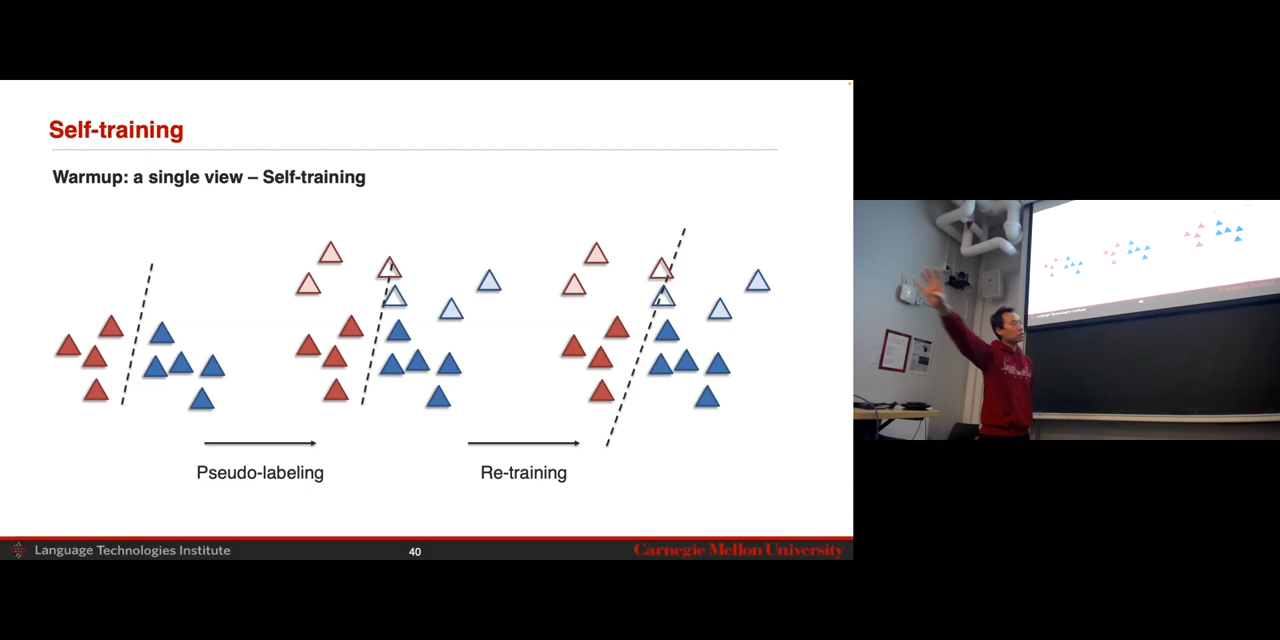 Self-training
Warmup: a single view – Self-training
Pseudo-labeling
Re-training
Language Technologies Institute
40
Carnegie Mellon University